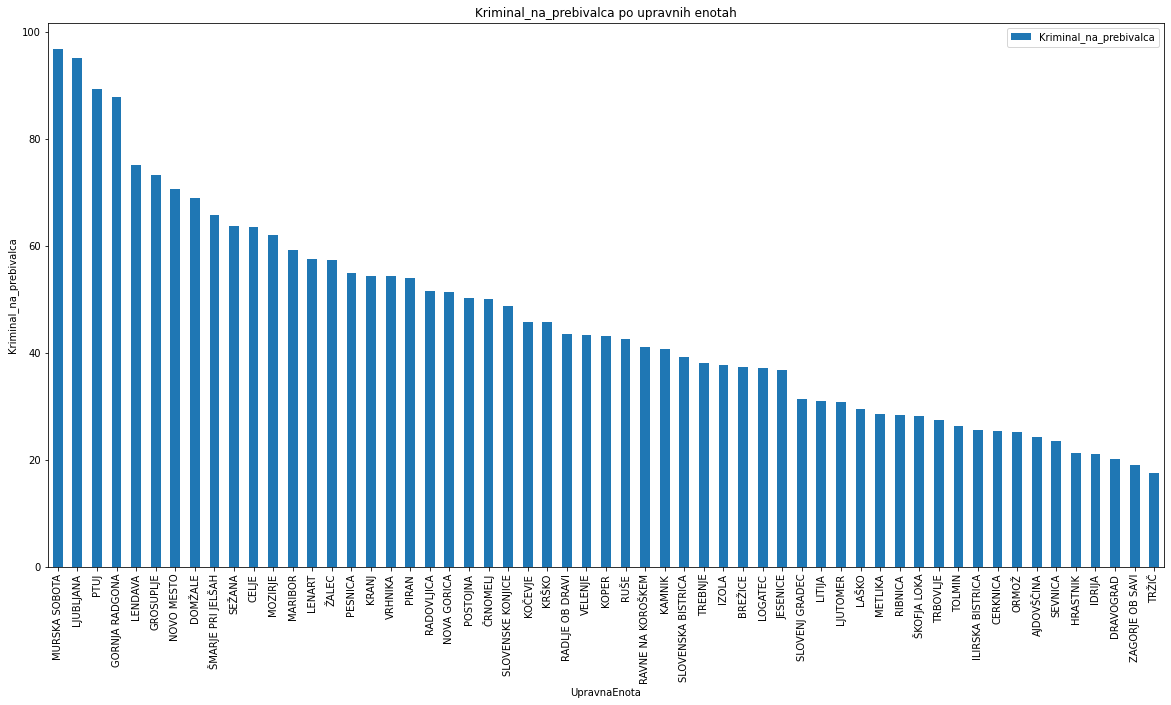 Kriminal_na_prebivalca po upravnih enotah
Kriminal_na_prebivalca
Kriminal_na_prebivalca
100
80
60
40
20
0
MURSKA SOBOTA
LJUBLJANA
PTUJ
GORNJA RADGONA
LENDAVA
GROSUPLJE
NOVO MESTO
DOMŽALE
ŠMARJE PRI JELŠAH
SEŽANA
CELJE
MOZIRJE
MARIBOR
LENART
ŽALEC
PESNICA
KRANJ
VRHNIKA
PIRAN
RADOVLJICA
NOVA GORICA
POSTOJNA
ČRNOMELJ
SLOVENSKE KONJICE
KOČEVJE
KRŠKO
RADLJE OB DRAVI
VELENJE
KOPER
RUŠE
RAVNE NA KOROŠKEM
KAMNIK
SLOVENSKA BISTRICA
TREBNJE
IZOLA
BREŽICE
LOGATEC
JESENICE
SLOVENJ GRADEC
LITIJA
LJUTOMER
LAŠKO
METLIKA
RIBNICA
ŠKOFJA LOKA
TRBOVLJE
TOLMIN
ILIRSKA BISTRICA
CERKNICA
ORMOŽ
AJDOVŠČINA
SEVNICA
HRASTNIK
IDRIJA
DRAVOGRAD
ZAGORJE OB SAVI
TRŽIČ
UpravnaEnota